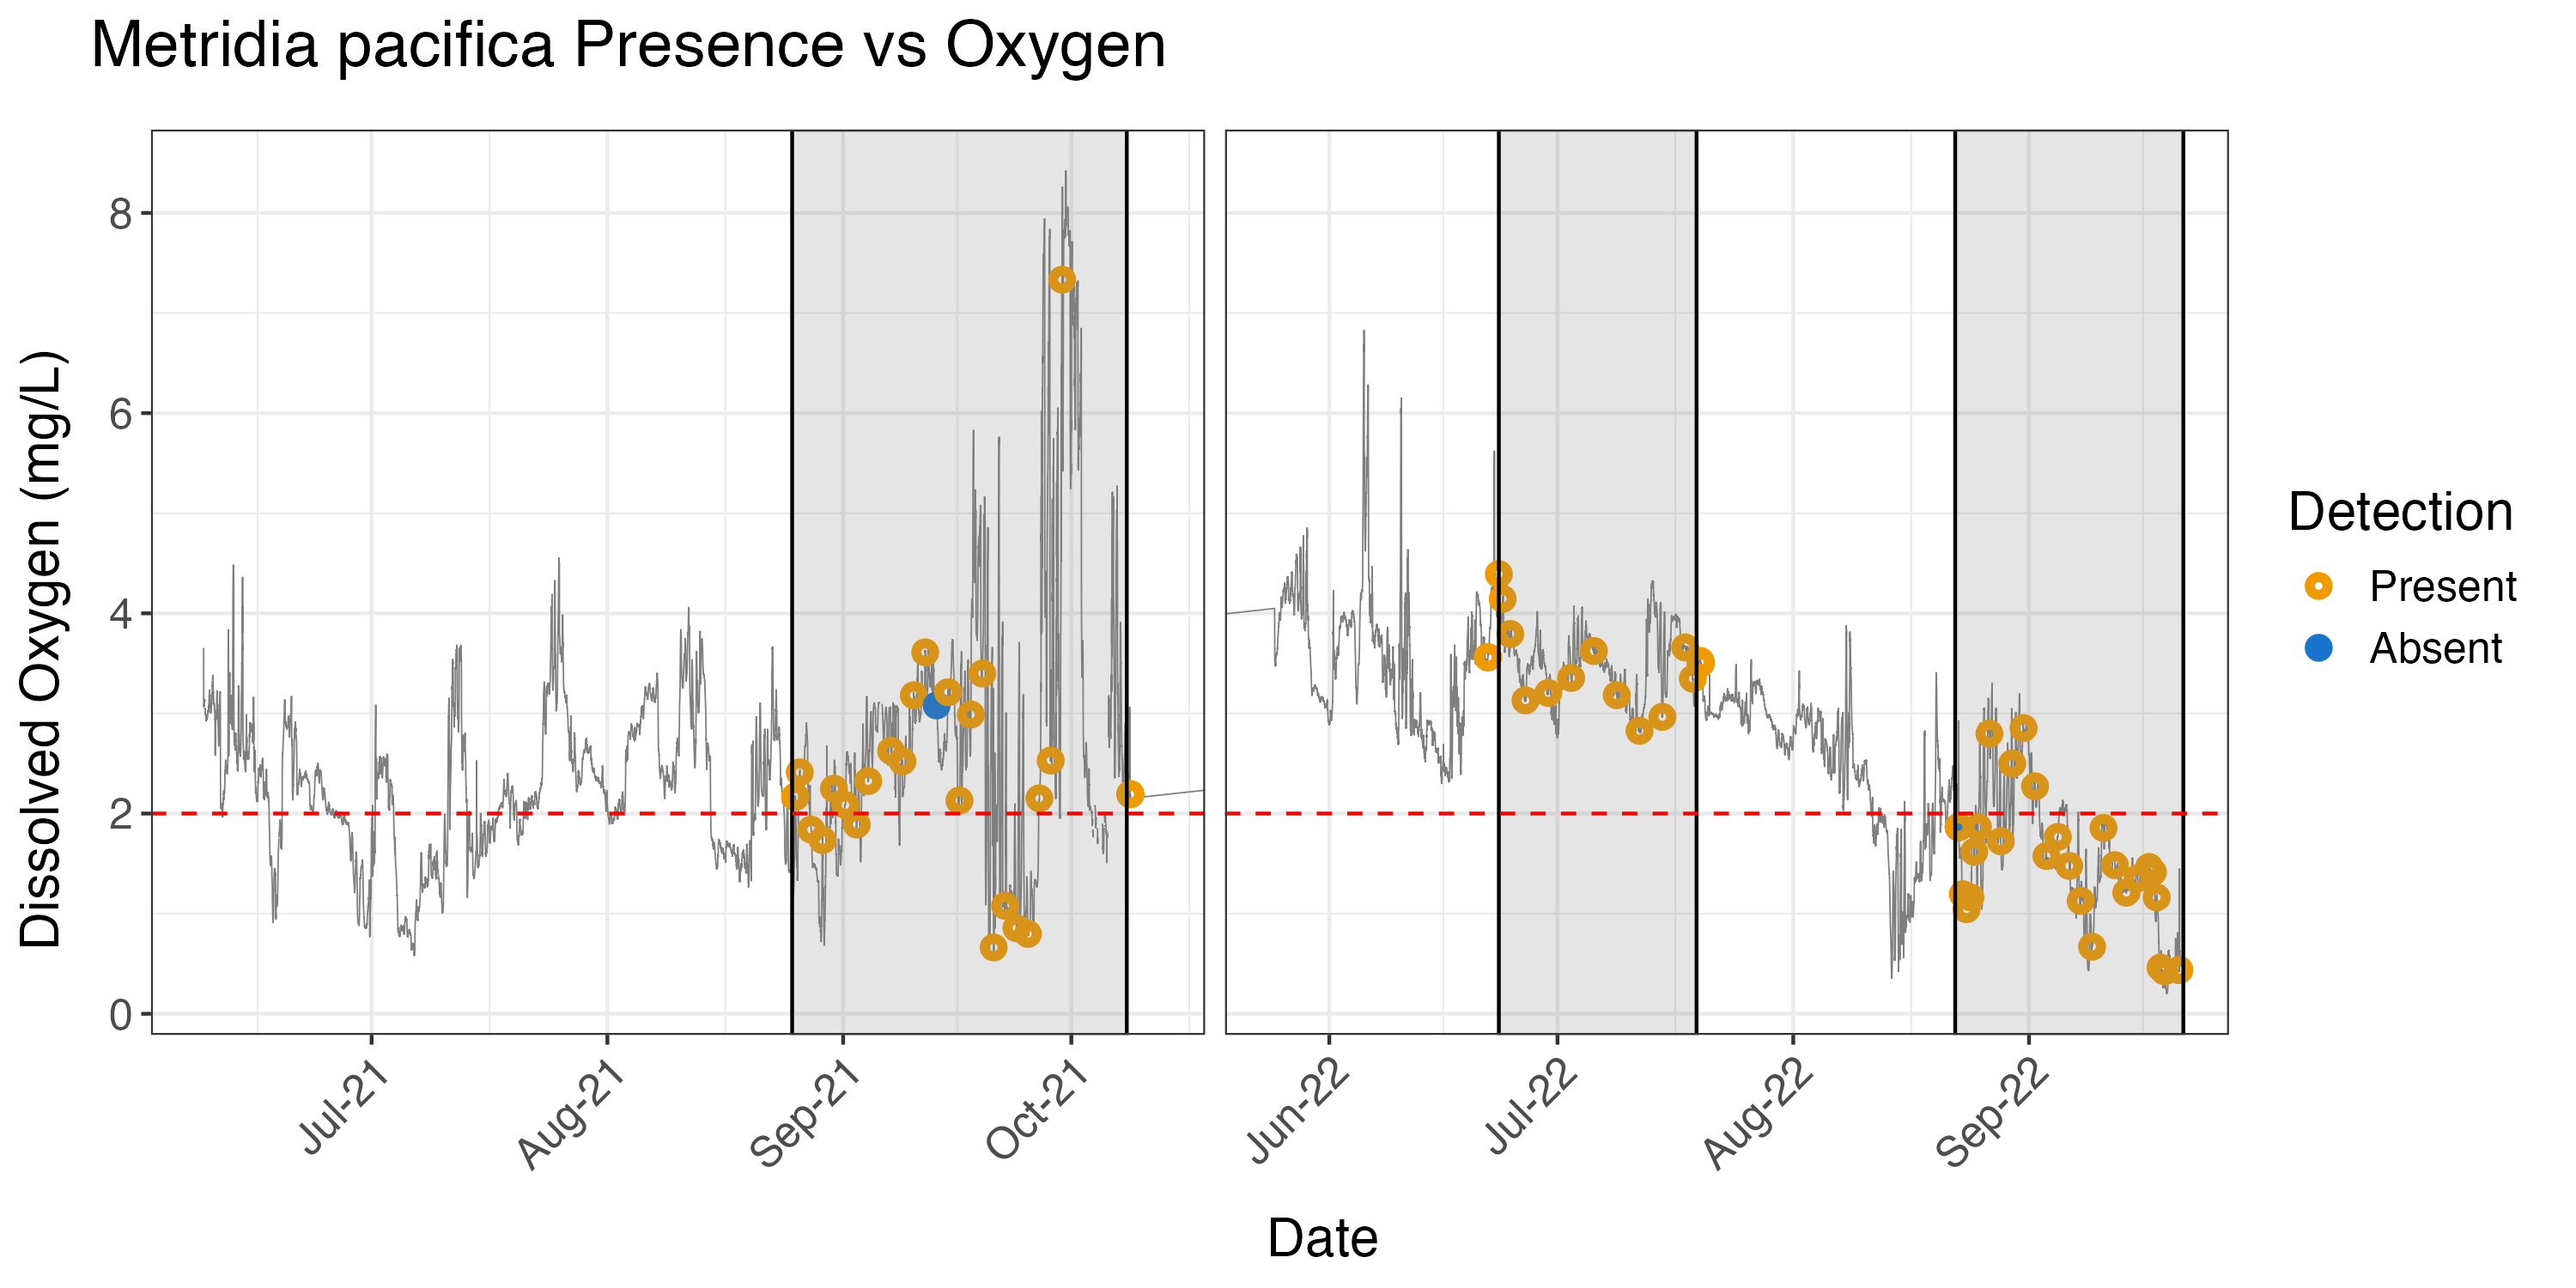 Metridia pacifica Presence vs Oxygen
Dissolved Oxygen (mg/L)
8
6
4
2
0
Jul-21
Aug-21
Sep-21
Oct-21
Jun-22
Jul-22
Aug-22
Sep-22
Date
Detection
Present
Absent